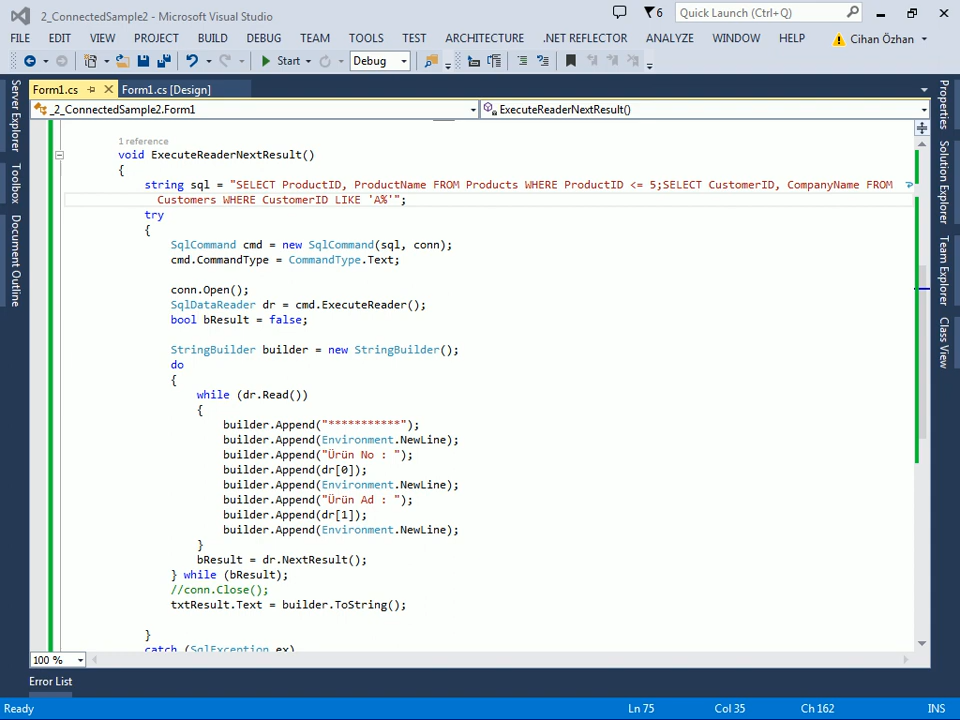 2_ConnectedSample2 - Microsoft Visual Studio
6
Quick Launch (Ctrl+Q)
FILE EDIT VIEW PROJECT BUILD DEBUG TEAM TOOLS TEST ARCHITECTURE .NET REFLECTOR ANALYZE WINDOW HELP Cihan Özhan
Start Debug
Form1.cs Form1.cs [Design]
_2_ConnectedSample2.Form1 ExecuteReaderNextResult()
Server Explorer
Toolbox
Document Outline
1 reference
void ExecuteReaderNextResult()
{
string sql = "SELECT ProductID, ProductName FROM Products WHERE ProductID <= 5;SELECT CustomerID, CompanyName FROM
Customers WHERE CustomerID LIKE 'A%'";
try
{
SqlCommand cmd = new SqlCommand(sql, conn);
cmd.CommandType = CommandType.Text;
conn.Open();
SqlDataReader dr = cmd.ExecuteReader();
bool bResult = false;
StringBuilder builder = new StringBuilder();
do
{
while (dr.Read())
{
builder.Append("***********");
builder.Append(Environment.NewLine);
builder.Append("Ürün No : ");
builder.Append(dr[0]);
builder.Append(Environment.NewLine);
builder.Append("Ürün Ad : ");
builder.Append(dr[1]);
builder.Append(Environment.NewLine);
}
bResult = dr.NextResult();
} while (bResult);
//conn.Close();
txtResult.Text = builder.ToString();
}
catch (SqlException ex)
Properties
Solution Explorer
Team Explorer
Class View
100 %
Error List
Ready Ln 75 Col 35 Ch 162 INS